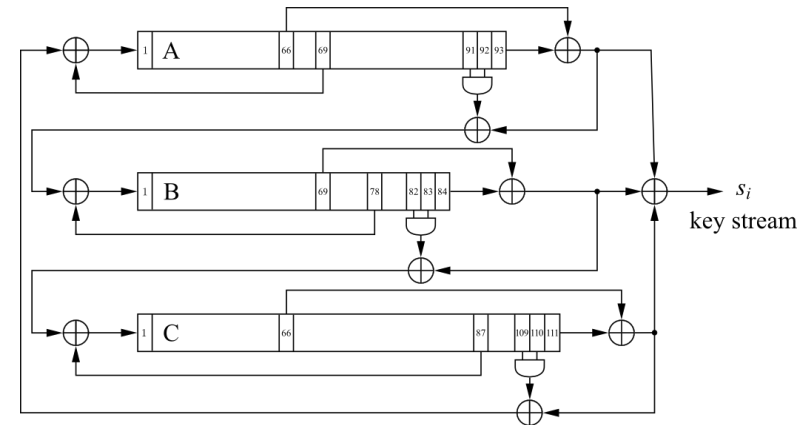 1 A 66 69 91 92 93
1 B 69 78 82 83 84
s_i
key stream
1 C 66 87 109 110 111